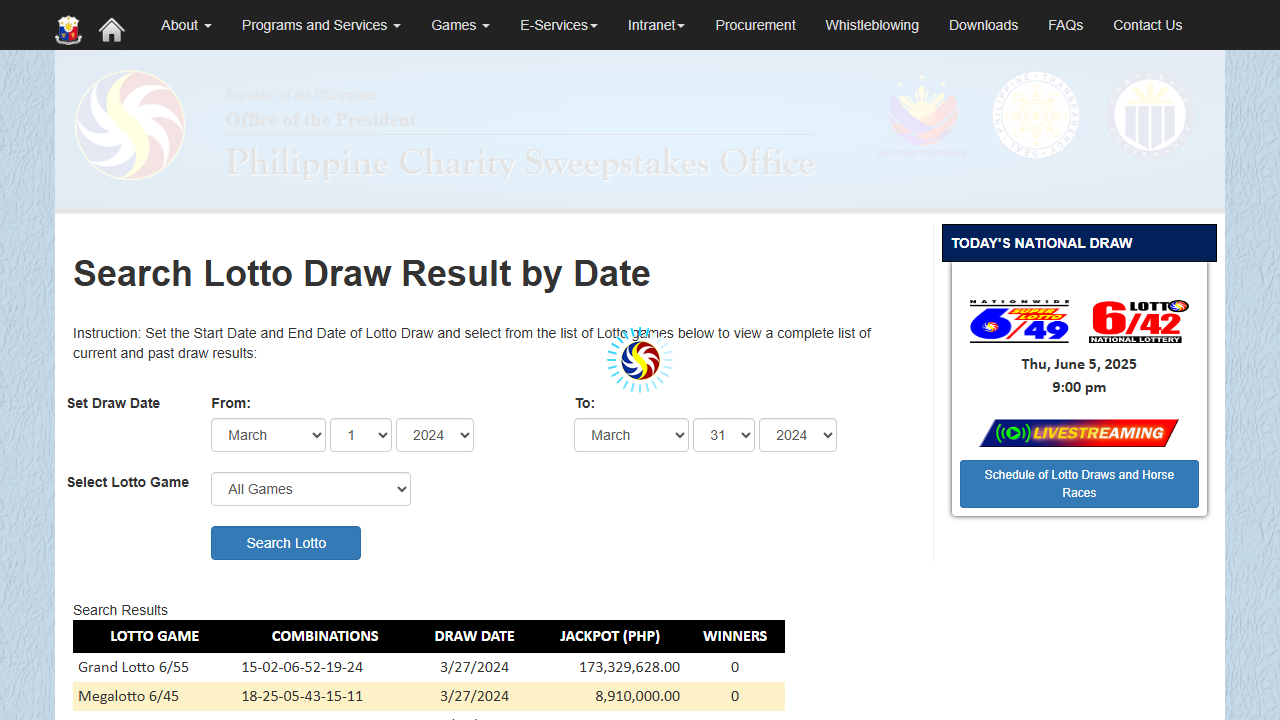 About Programs and Services Games E-Services Intranet Procurement Whistleblowing Downloads FAQs Contact Us
Republic of the Philippines
Office of the President
Philippine Charity Sweepstakes Office
Search Lotto Draw Result by Date
Instruction: Set the Start Date and End Date of Lotto Draw and select from the list of Lotto games below to view a complete list of
current and past draw results:
Set Draw Date From: To:
March 1 2024 March 31 2024
Select Lotto Game All Games
Search Lotto
Search Results
LOTTO GAME COMBINATIONS DRAW DATE JACKPOT (PHP) WINNERS
Grand Lotto 6/55 15-02-06-52-19-24 3/27/2024 173,329,628.00 0
Megalotto 6/45 18-25-05-43-15-11 3/27/2024 8,910,000.00 0
TODAY'S NATIONAL DRAW
NATIONWIDE
SUPER LOTTO
6/49
LOTTO
6/42
NATIONAL LOTTERY
Thu, June 5, 2025
9:00 pm
LIVESTREAMING
Schedule of Lotto Draws and Horse
Races